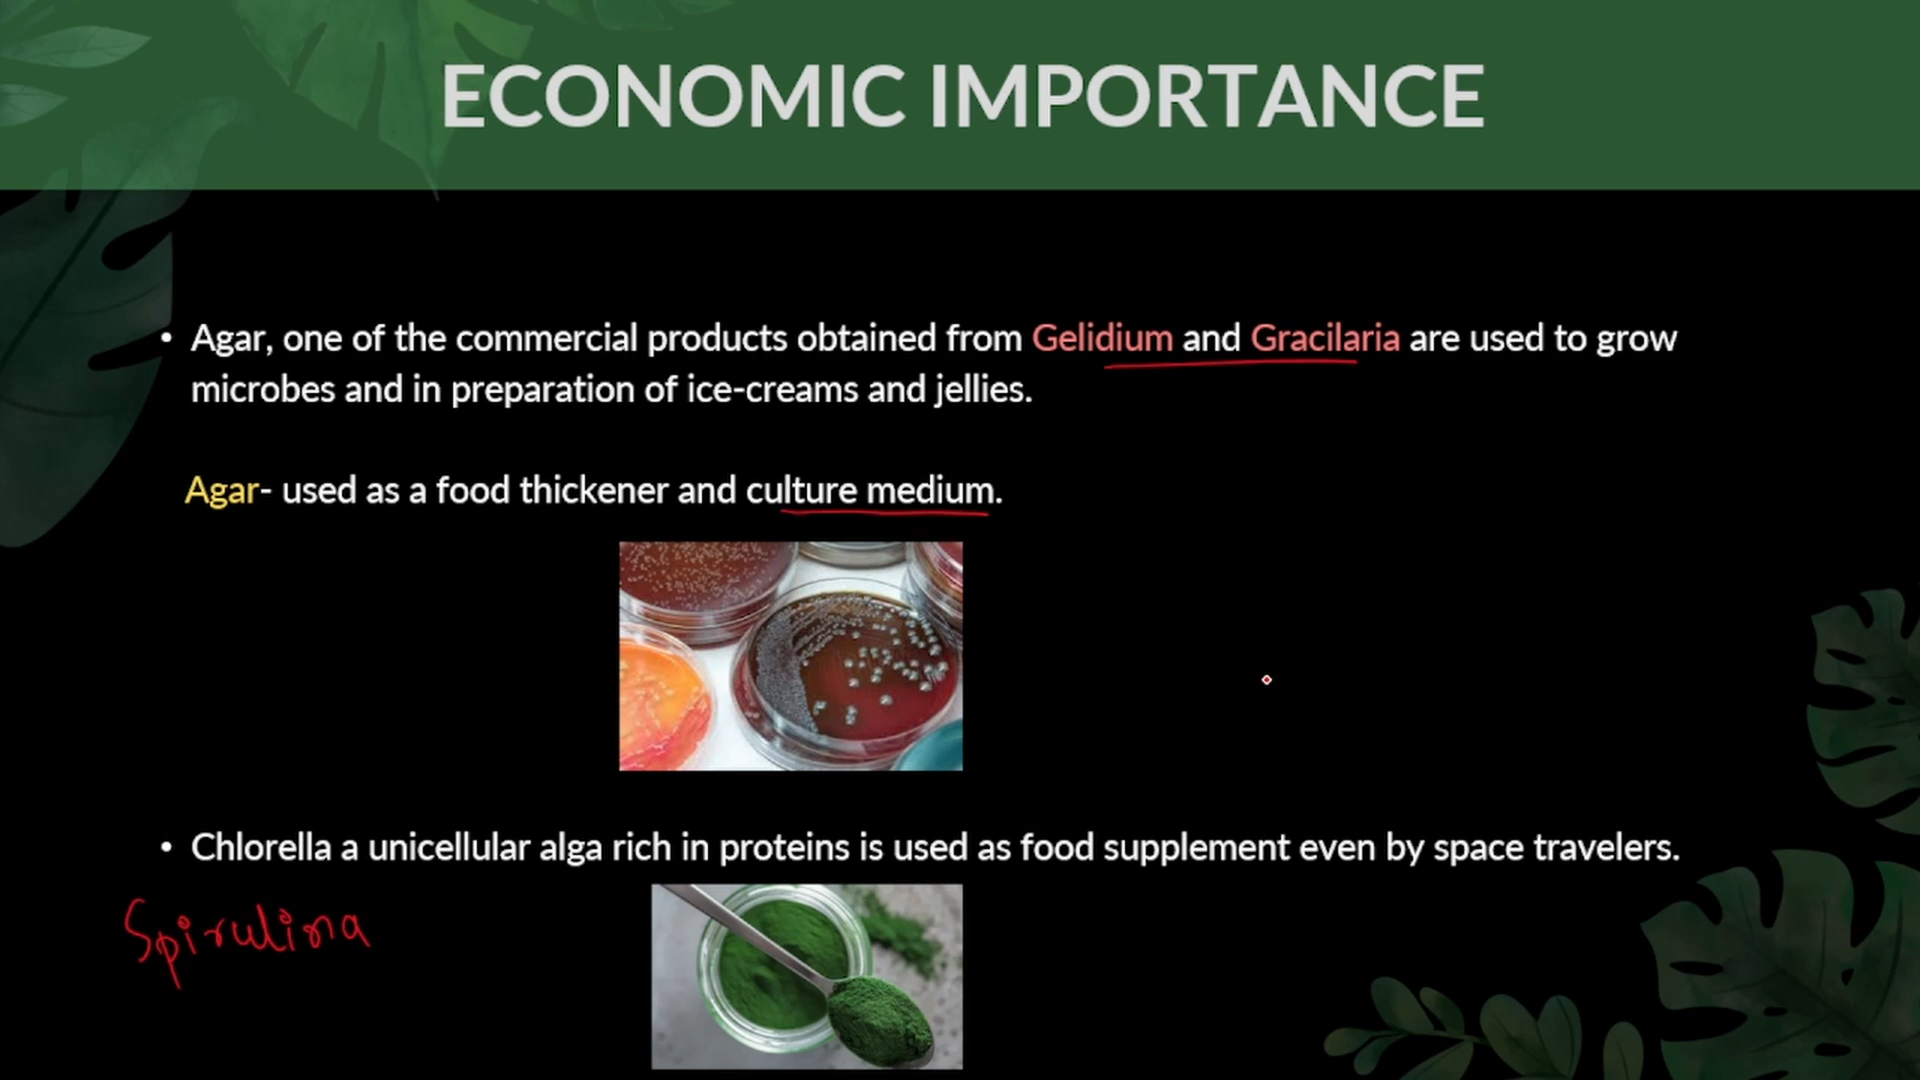 ECONOMIC IMPORTANCE
• Agar, one of the commercial products obtained from Gelidium and Gracilaria are used to grow
microbes and in preparation of ice-creams and jellies.
Agar- used as a food thickener and culture medium.
• Chlorella a unicellular alga rich in proteins is used as food supplement even by space travelers.
Spirulina